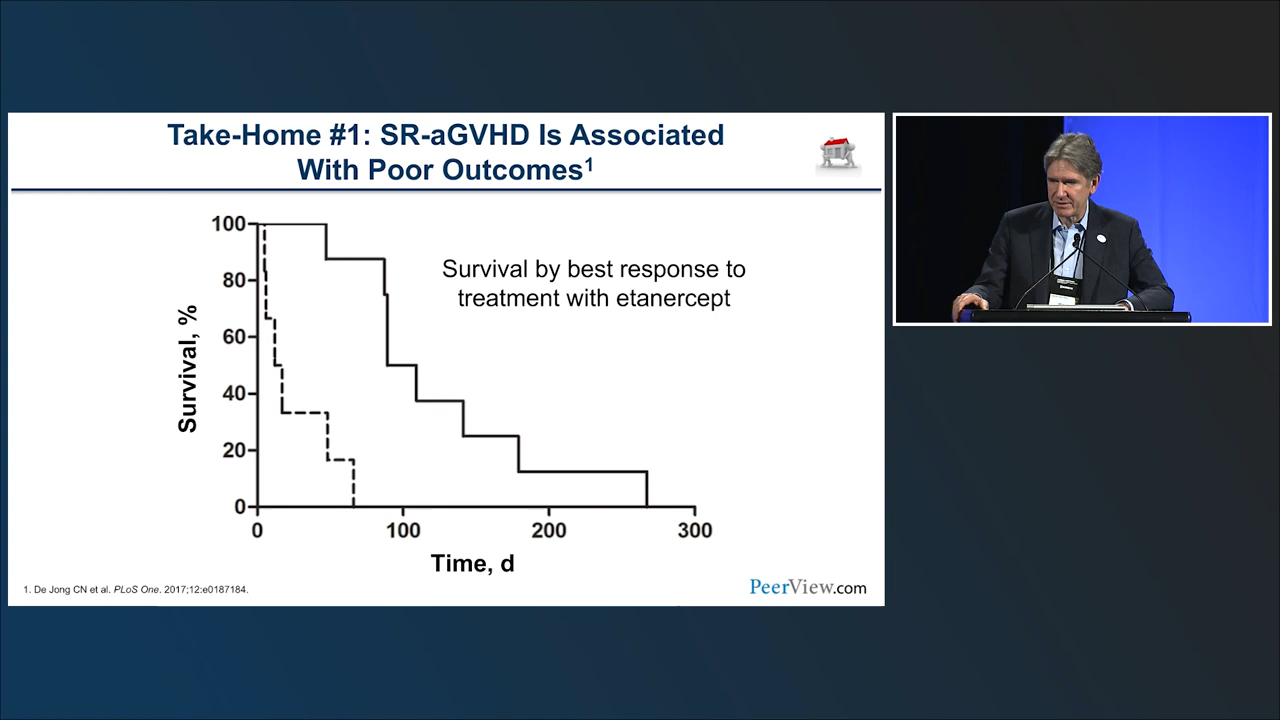 Take-Home #1: SR-aGVHD Is Associated
With Poor Outcomes1
Survival by best response to
treatment with etanercept
Survival, %
100
80
60
40
20
0
0
100
200
300
Time, d
1. De Jong CN et al. PLoS One. 2017;12:e0187184.
PeerView.com